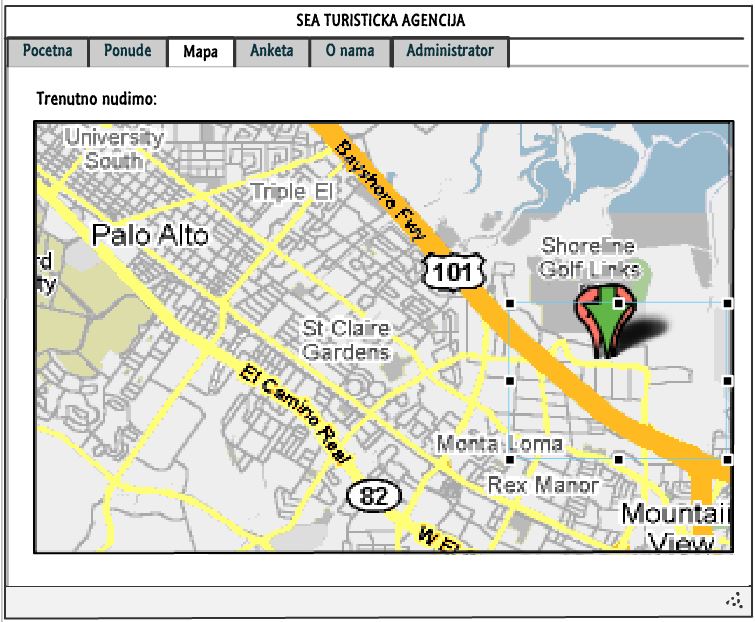 SEA TURISTICKA AGENCIJA
Pocetna Ponude Mapa Anketa O nama Administrator
Trenutno nudimo:
University
South
Bayshore Fwy
Triple El
Palo Alto
Shoreline
Golf Links
rd
ty
101
St Claire
Gardens
El Camino Real
Monta Loma
Rex Manor
82
Mountai
View
W El